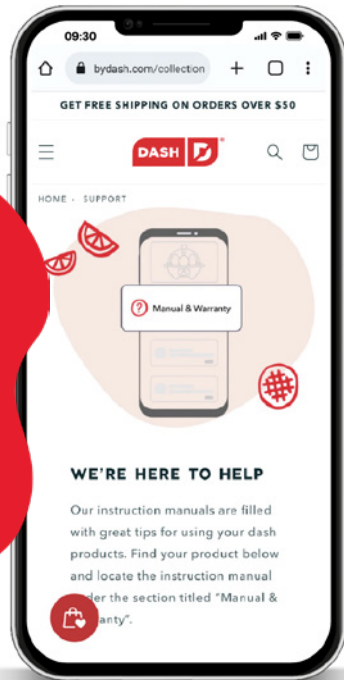 09:30
bydash.com/collection
GET FREE SHIPPING ON ORDERS OVER $50
DASH
HOME › SUPPORT
? Manual & Warranty
WE'RE HERE TO HELP
Our instruction manuals are filled
with great tips for using your dash
products. Find your product below
and locate the instruction manual
der the section titled "Manual &
anty".